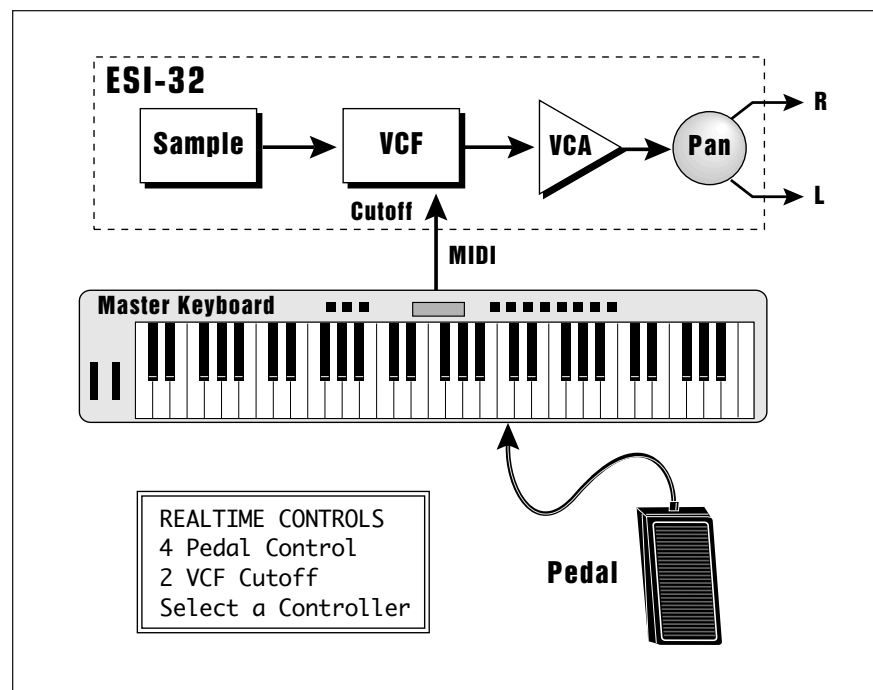 ESI-32
Sample
VCF
VCA
Pan
R
L
Cutoff
MIDI
Master Keyboard
REALTIME CONTROLS
4 Pedal Control
2 VCF Cutoff
Select a Controller
Pedal